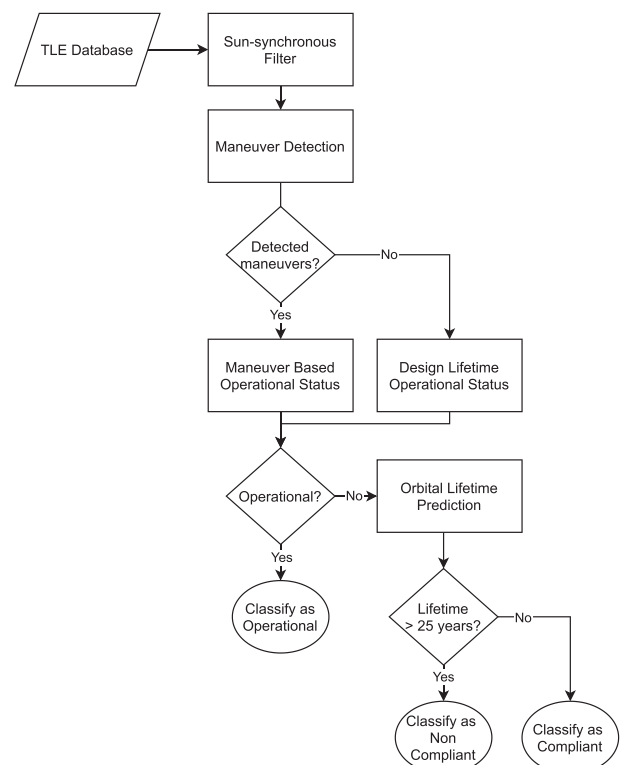 TLE Database
Sun-synchronous
Filter
Maneuver Detection
Detected
maneuvers?
No
Yes
Maneuver Based
Operational Status
Design Lifetime
Operational Status
Operational?
No
Orbital Lifetime
Prediction
Yes
Classify as
Operational
Lifetime
> 25 years?
No
Yes
Classify as
Non
Compliant
Classify as
Compliant